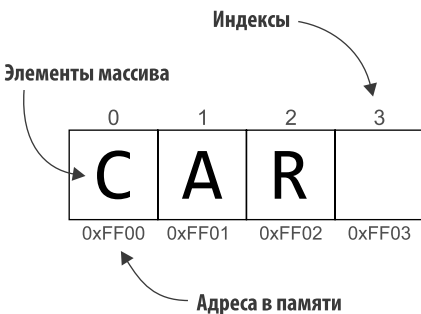 Индексы
Элементы массива
0 1 2 3
C A R
0xFF00 0xFF01 0xFF02 0xFF03
Адреса в памяти